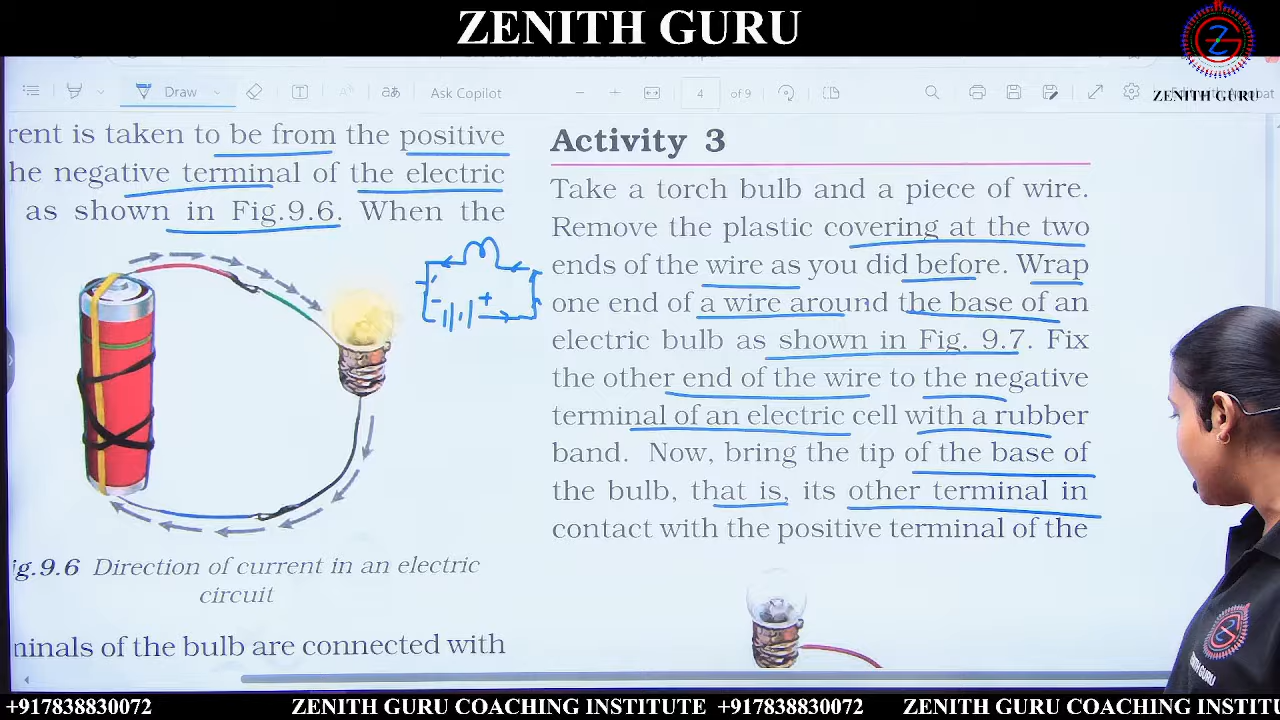 ZENITH GURU
Draw
Ask Copilot
4
of 9
ZENITH GURU
rent is taken to be from the positive
he negative terminal of the electric
as shown in Fig.9.6. When the
ig.9.6 Direction of current in an electric
circuit
minals of the bulb are connected with
Activity 3
Take a torch bulb and a piece of wire.
Remove the plastic covering at the two
ends of the wire as you did before. Wrap
one end of a wire around the base of an
electric bulb as shown in Fig. 9.7. Fix
the other end of the wire to the negative
terminal of an electric cell with a rubber
band. Now, bring the tip of the base of
the bulb, that is, its other terminal in
contact with the positive terminal of the
ZENITH GURU
+917838830072
ZENITH GURU COACHING INSTITUTE +917838830072
ZENITH GURU COACHING INSTITU